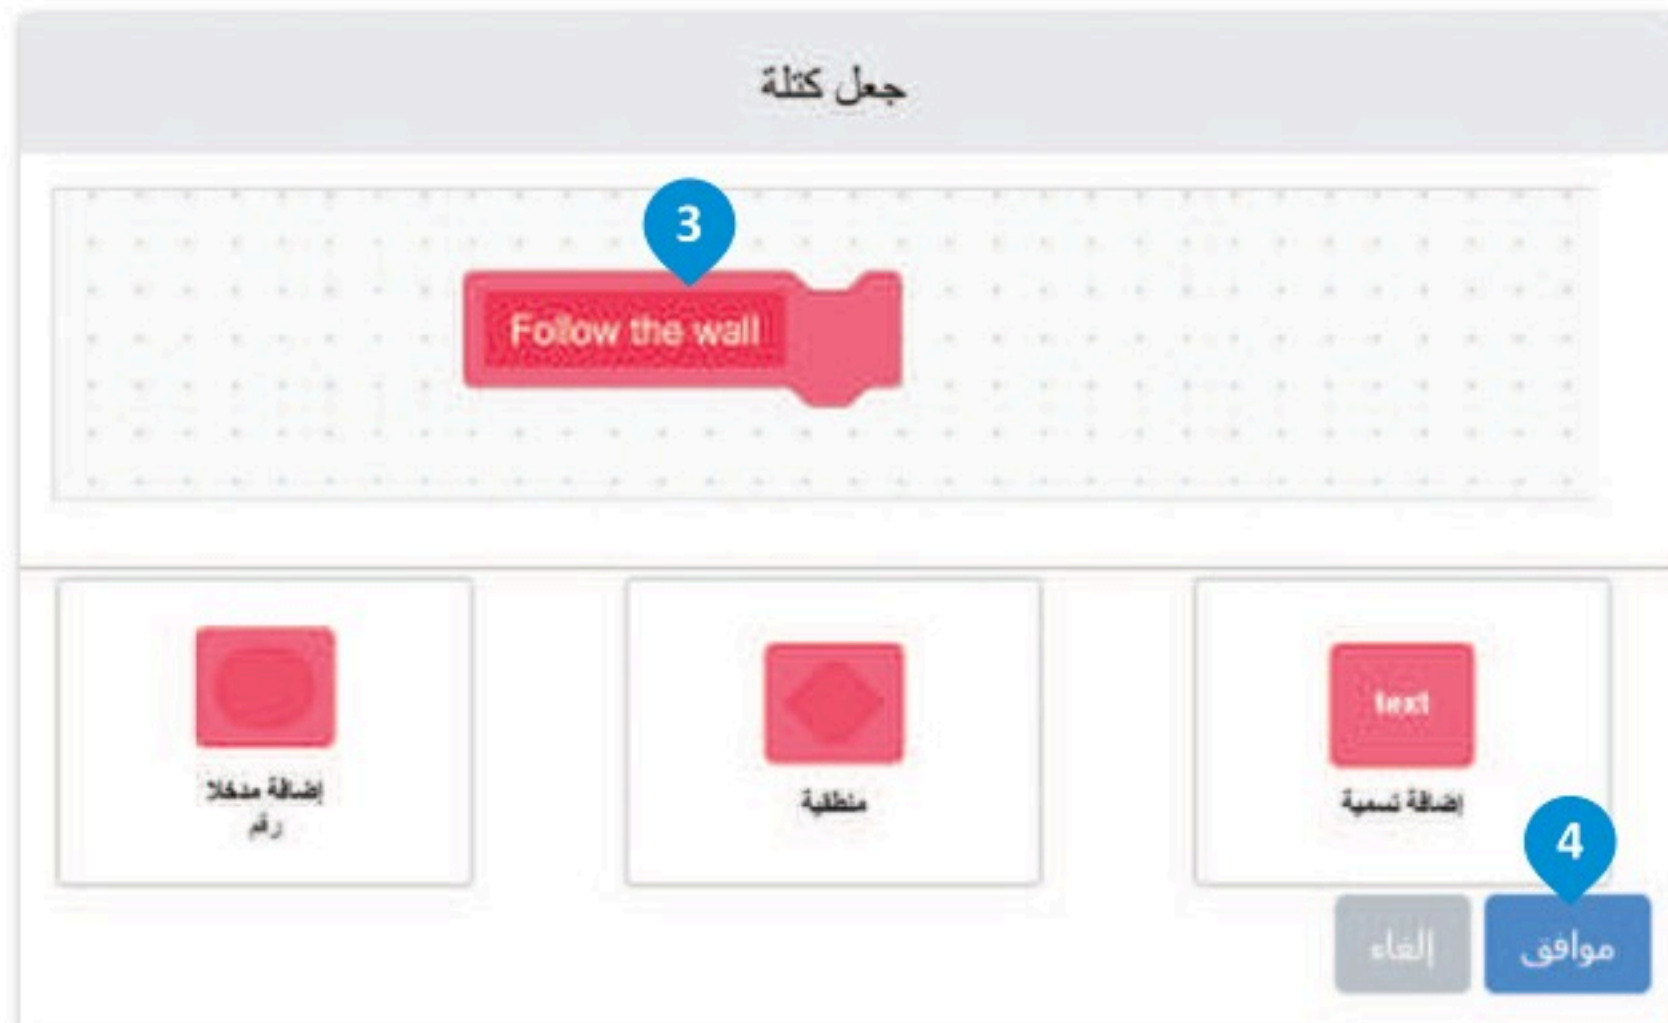 جعل كتلة
3
Follow the wall
text
إضافة تسمية
منطقية
إضافة مدخلا
رقم
4
موافق
إلغاء